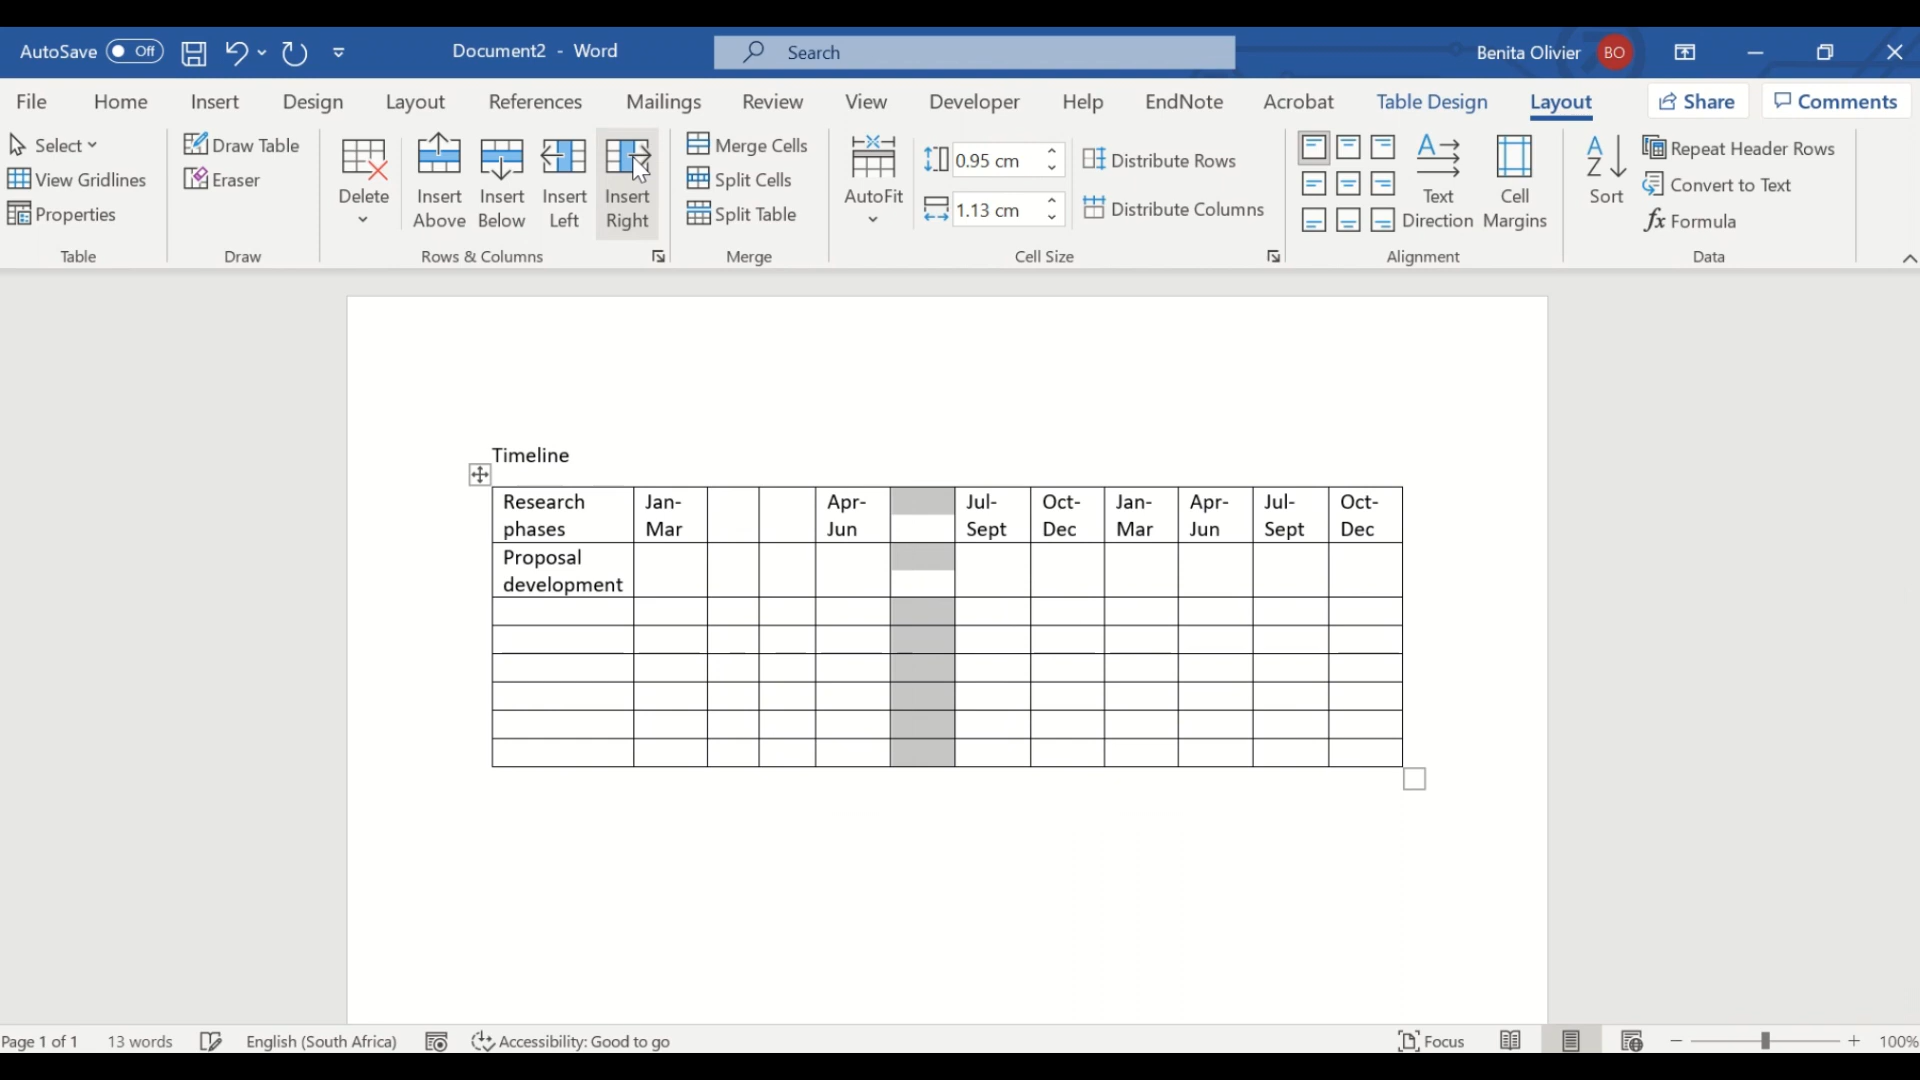 AutoSave Off Document2 - Word Search Benita Olivier BO
File Home Insert Design Layout References Mailings Review View Developer Help EndNote Acrobat Table Design Layout Share Comments
Select
View Gridlines
Properties
Table
Draw Table
Eraser
Draw
Delete
Insert Above
Insert Below
Insert Left
Insert Right
Rows & Columns
Merge Cells
Split Cells
Split Table
Merge
AutoFit
0.95 cm
1.13 cm
Distribute Rows
Distribute Columns
Cell Size
Text Direction
Cell Margins
Alignment
A Z
Sort
Repeat Header Rows
Convert to Text
fx Formula
Data
Timeline
Research Jan- Apr- Jul- Oct- Jan- Apr- Jul- Oct-
phases Mar Jun Sept Dec Mar Jun Sept Dec
Proposal
development
Page 1 of 1 13 words English (South Africa) Accessibility: Good to go Focus 100%